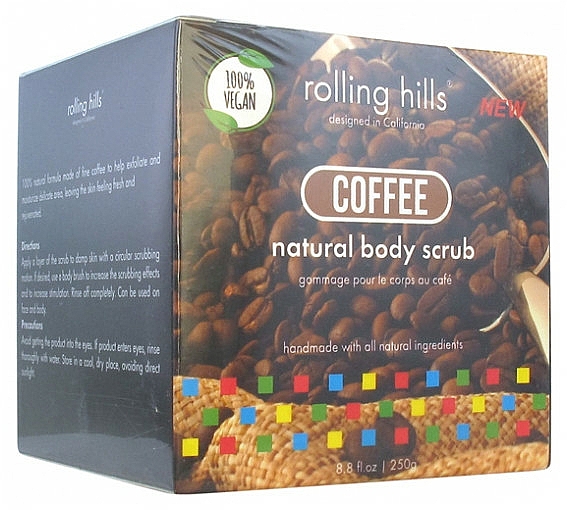 rolling hills®
100% natural formula made of fine coffee to help exfoliate and
moisturize delicate area, leaving the skin feeling fresh and
rejuvenated.
Directions
Apply a layer of the scrub to damp skin with a circular scrubbing
motion. If desired, use a body brush to increase the scrubbing effects
and to increase stimulation. Rinse off completely. Can be used on
face and body.
Precautions
Avoid getting the product into the eyes. If product enters eyes, rinse
thoroughly with water. Store in a cool, dry place, avoiding direct
sunlight.
100%
VEGAN
rolling hills®
designed in California
NEW
COFFEE
natural body scrub
gommage pour le corps au café
handmade with all natural ingredients
8.8 fl.oz | 250g